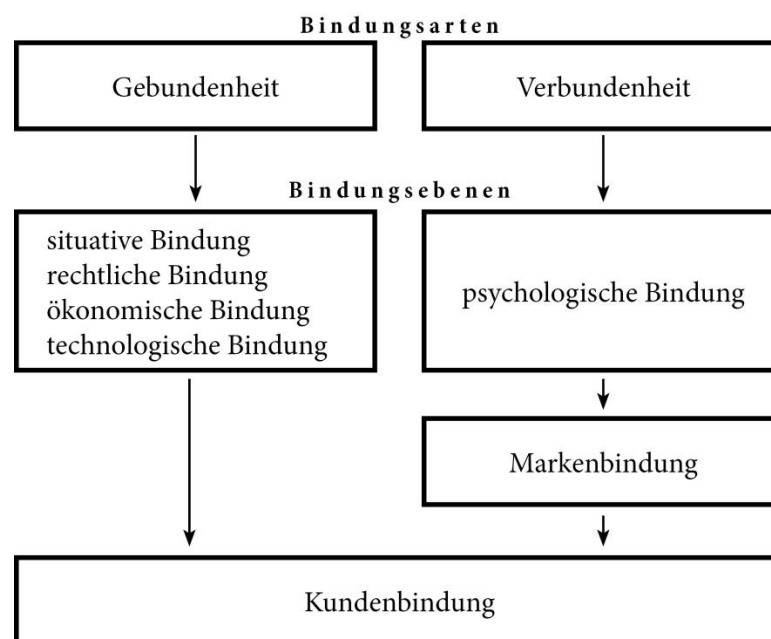 Bindungsarten
Gebundenheit
Verbundenheit
Bindungsebenen
situative Bindung
rechtliche Bindung
ökonomische Bindung
technologische Bindung
psychologische Bindung
Markenbindung
Kundenbindung